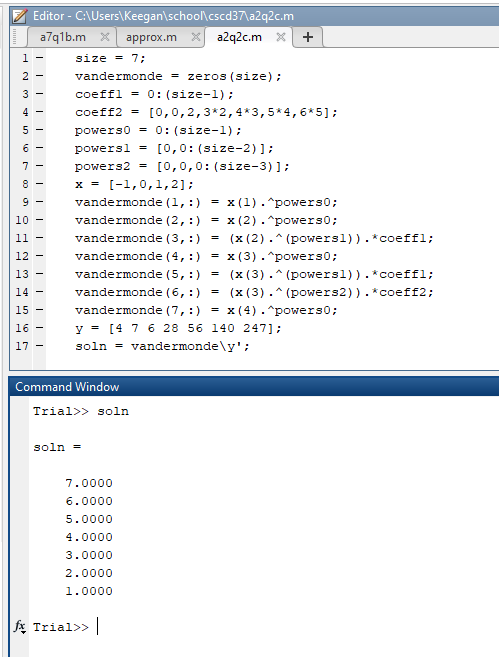 Editor - C:\Users\Keegan\school\cscd37\a2q2c.m
a7q1b.m × approx.m × a2q2c.m × +
1 - size = 7;
2 - vandermonde = zeros(size);
3 - coeff1 = 0:(size-1);
4 - coeff2 = [0,0,2,3*2,4*3,5*4,6*5];
5 - powers0 = 0:(size-1);
6 - powers1 = [0,0:(size-2)];
7 - powers2 = [0,0,0:(size-3)];
8 - x = [-1,0,1,2];
9 - vandermonde(1,:) = x(1).^powers0;
10 - vandermonde(2,:) = x(2).^powers0;
11 - vandermonde(3,:) = (x(2).^(powers1)).*coeff1;
12 - vandermonde(4,:) = x(3).^powers0;
13 - vandermonde(5,:) = (x(3).^(powers1)).*coeff1;
14 - vandermonde(6,:) = (x(3).^(powers2)).*coeff2;
15 - vandermonde(7,:) = x(4).^powers0;
16 - y = [4 7 6 28 56 140 247];
17 - soln = vandermonde\y';
Command Window
Trial>> soln
soln =
7.0000
6.0000
5.0000
4.0000
3.0000
2.0000
1.0000
fx Trial>>